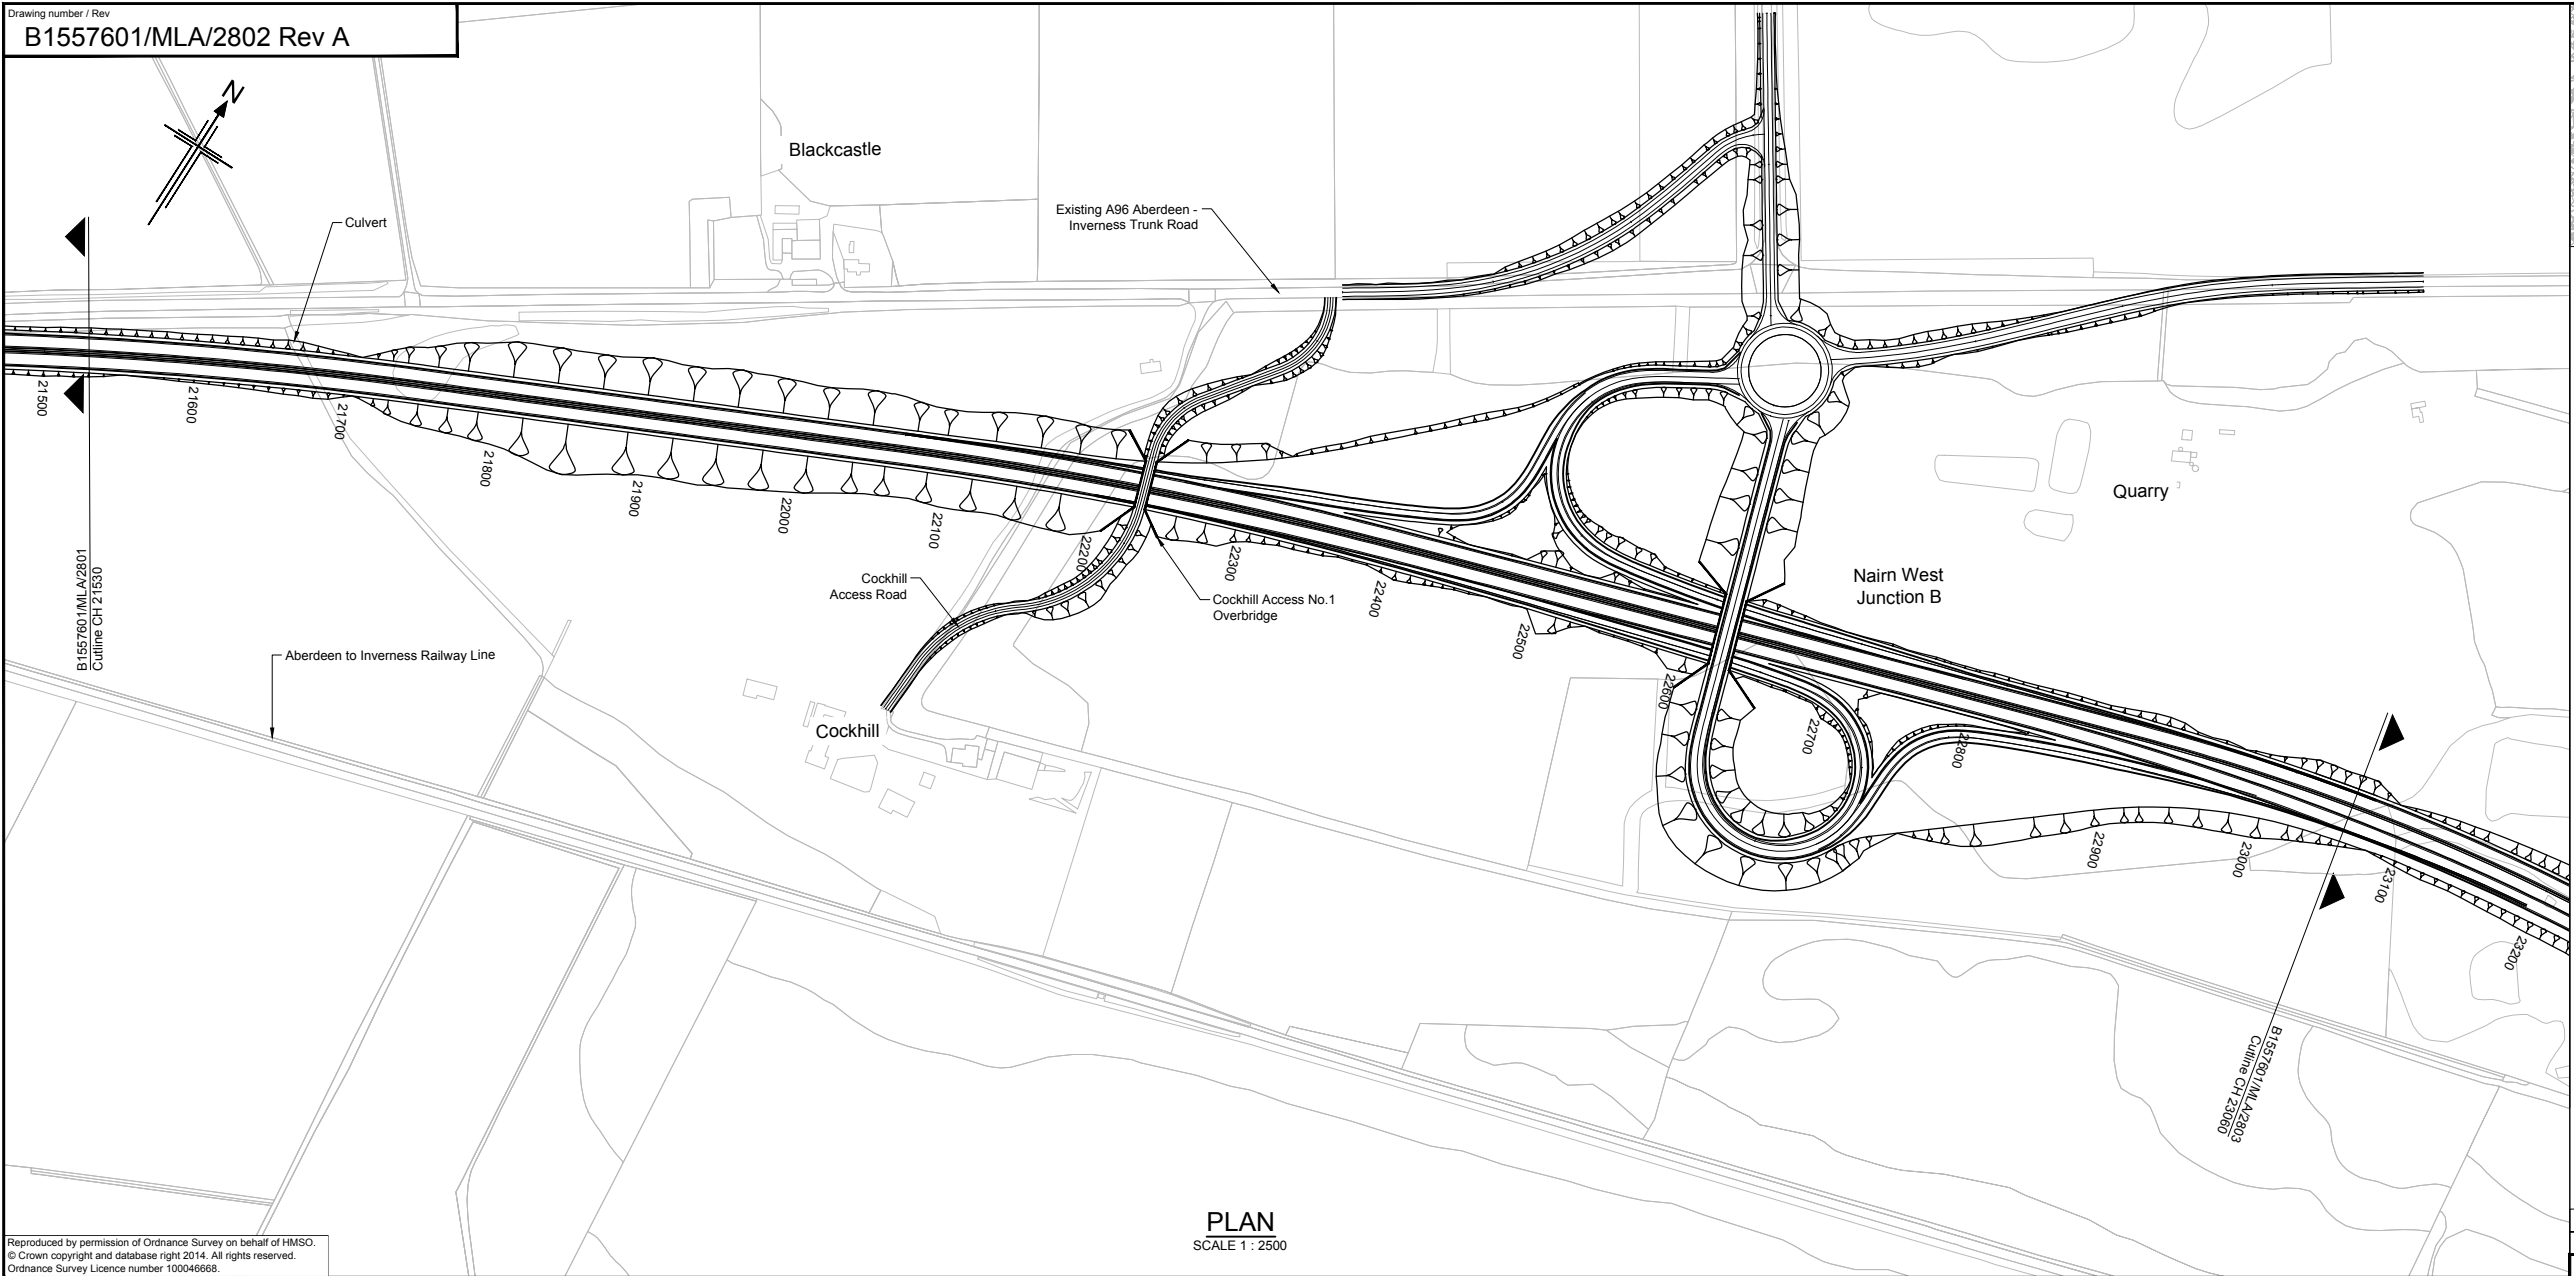 Drawing number / Rev
B1557601/MLA/2802 Rev A
N
Blackcastle
Culvert
Existing A96 Aberdeen -
Inverness Trunk Road
21500
21600
21700
21800
21900
22000
22100
22200
22300
22400
22500
22600
22700
22800
22900
23000
23100
23200
B1557601/MLA/2801
Cutline CH 21530
Aberdeen to Inverness Railway Line
Cockhill
Access Road
Cockhill Access No.1
Overbridge
Cockhill
Quarry
Nairn West
Junction B
B1557601/MLA/2803
Cutline CH 23060
PLAN
SCALE 1 : 2500
Reproduced by permission of Ordnance Survey on behalf of HMSO.
© Crown copyright and database right 2014. All rights reserved.
Ordnance Survey Licence number 100046668.